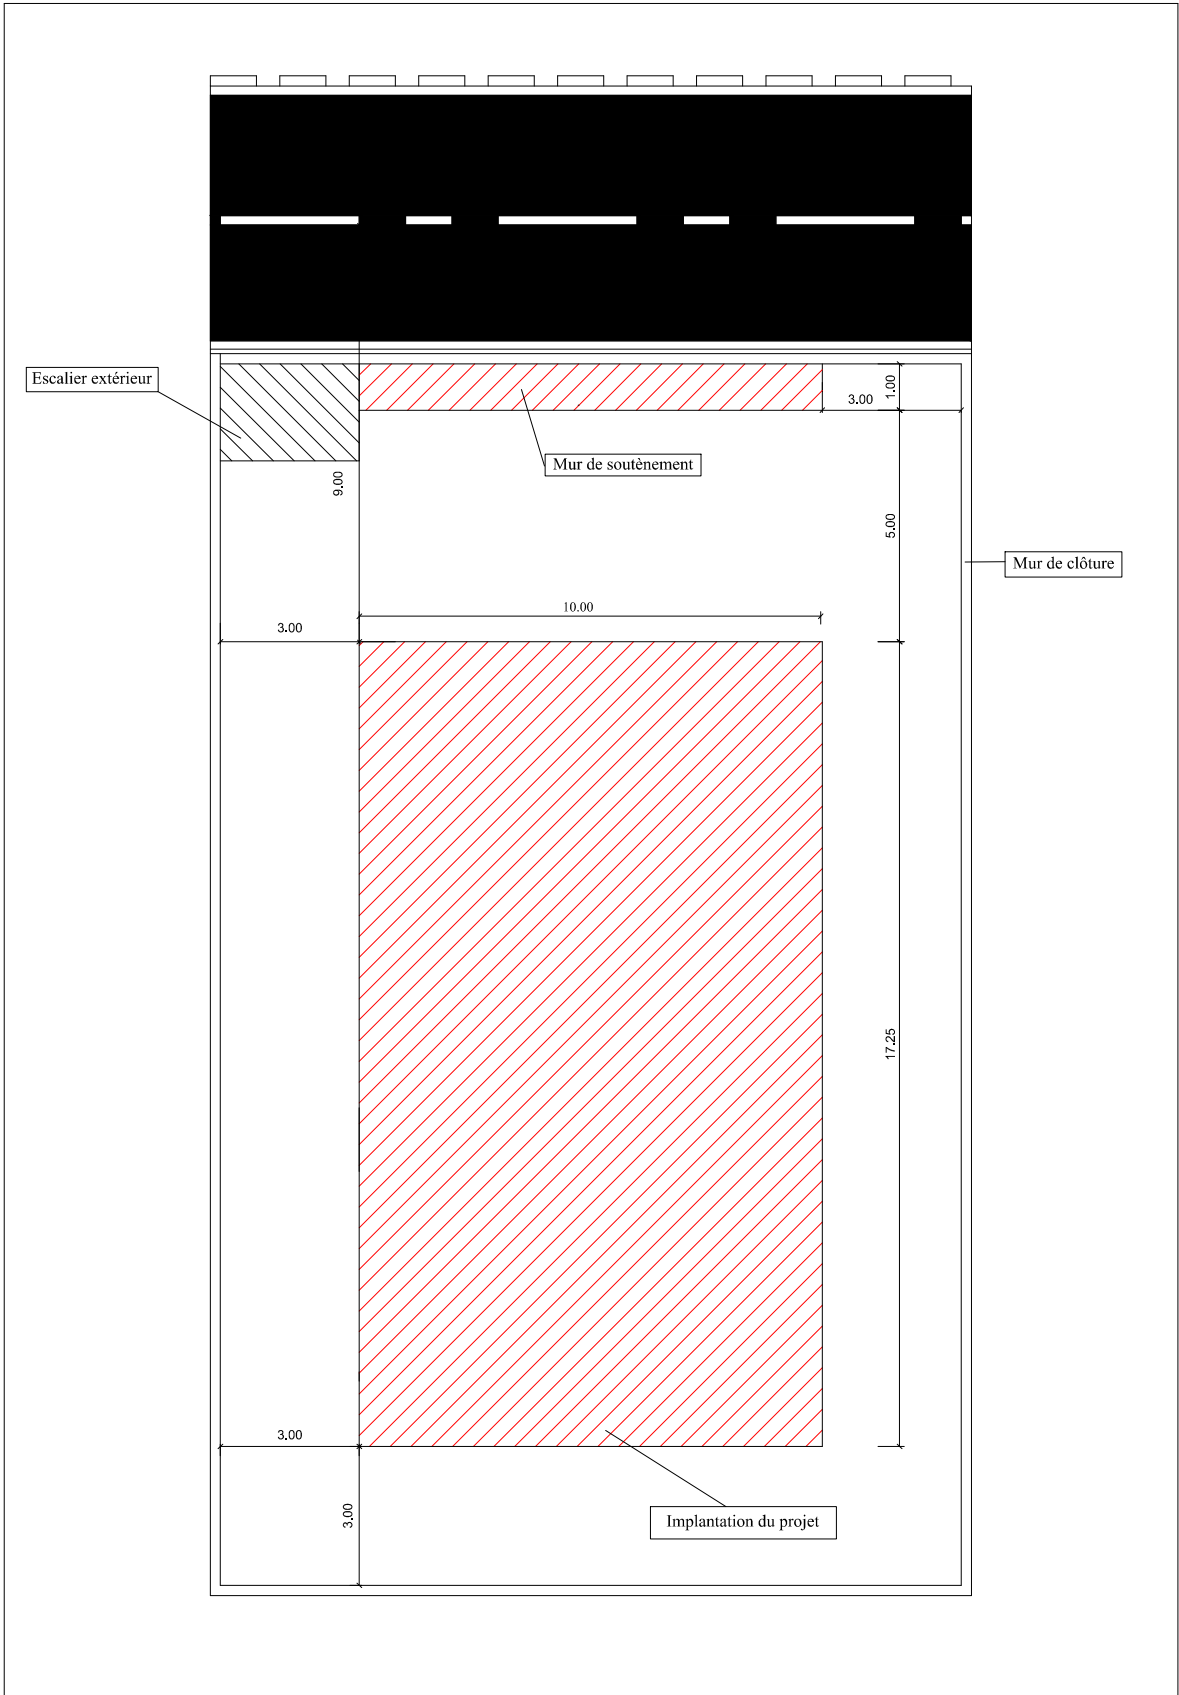 Escalier extérieur
1.00
3.00
Mur de soutènement
9.00
5.00
Mur de clôture
10.00
3.00
17.25
3.00
3.00
Implantation du projet